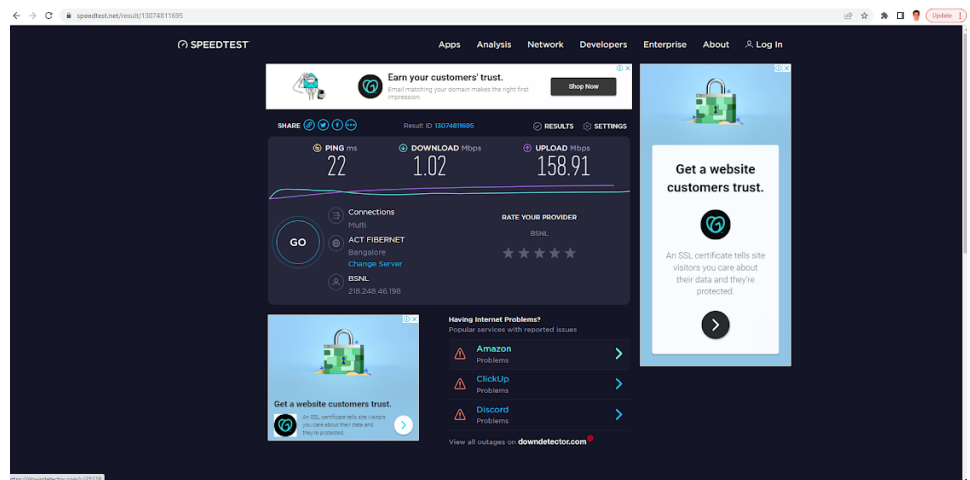 speedtest.net/result/13074811695
Update
SPEEDTEST
Apps Analysis Network Developers Enterprise About Log In
Earn your customers' trust.
Email matching your domain makes the right first
impression.
Shop Now
SHARE
Result ID 13074811695
RESULTS SETTINGS
PING ms DOWNLOAD Mbps UPLOAD Mbps
22 1.02 158.91
GO
Connections
Multi
ACT FIBERNET
Bangalore
Change Server
BSNL
218.248.46.198
RATE YOUR PROVIDER
BSNL
Get a website
customers trust.
An SSL certificate tells site
visitors you care about
their data and they're
protected.
Get a website customers trust.
An SSL certificate tells site visitors
you care about their data and
they're protected.
Having Internet Problems?
Popular services with reported issues
Amazon
Problems
ClickUp
Problems
Discord
Problems
View all outages on downdetector.com